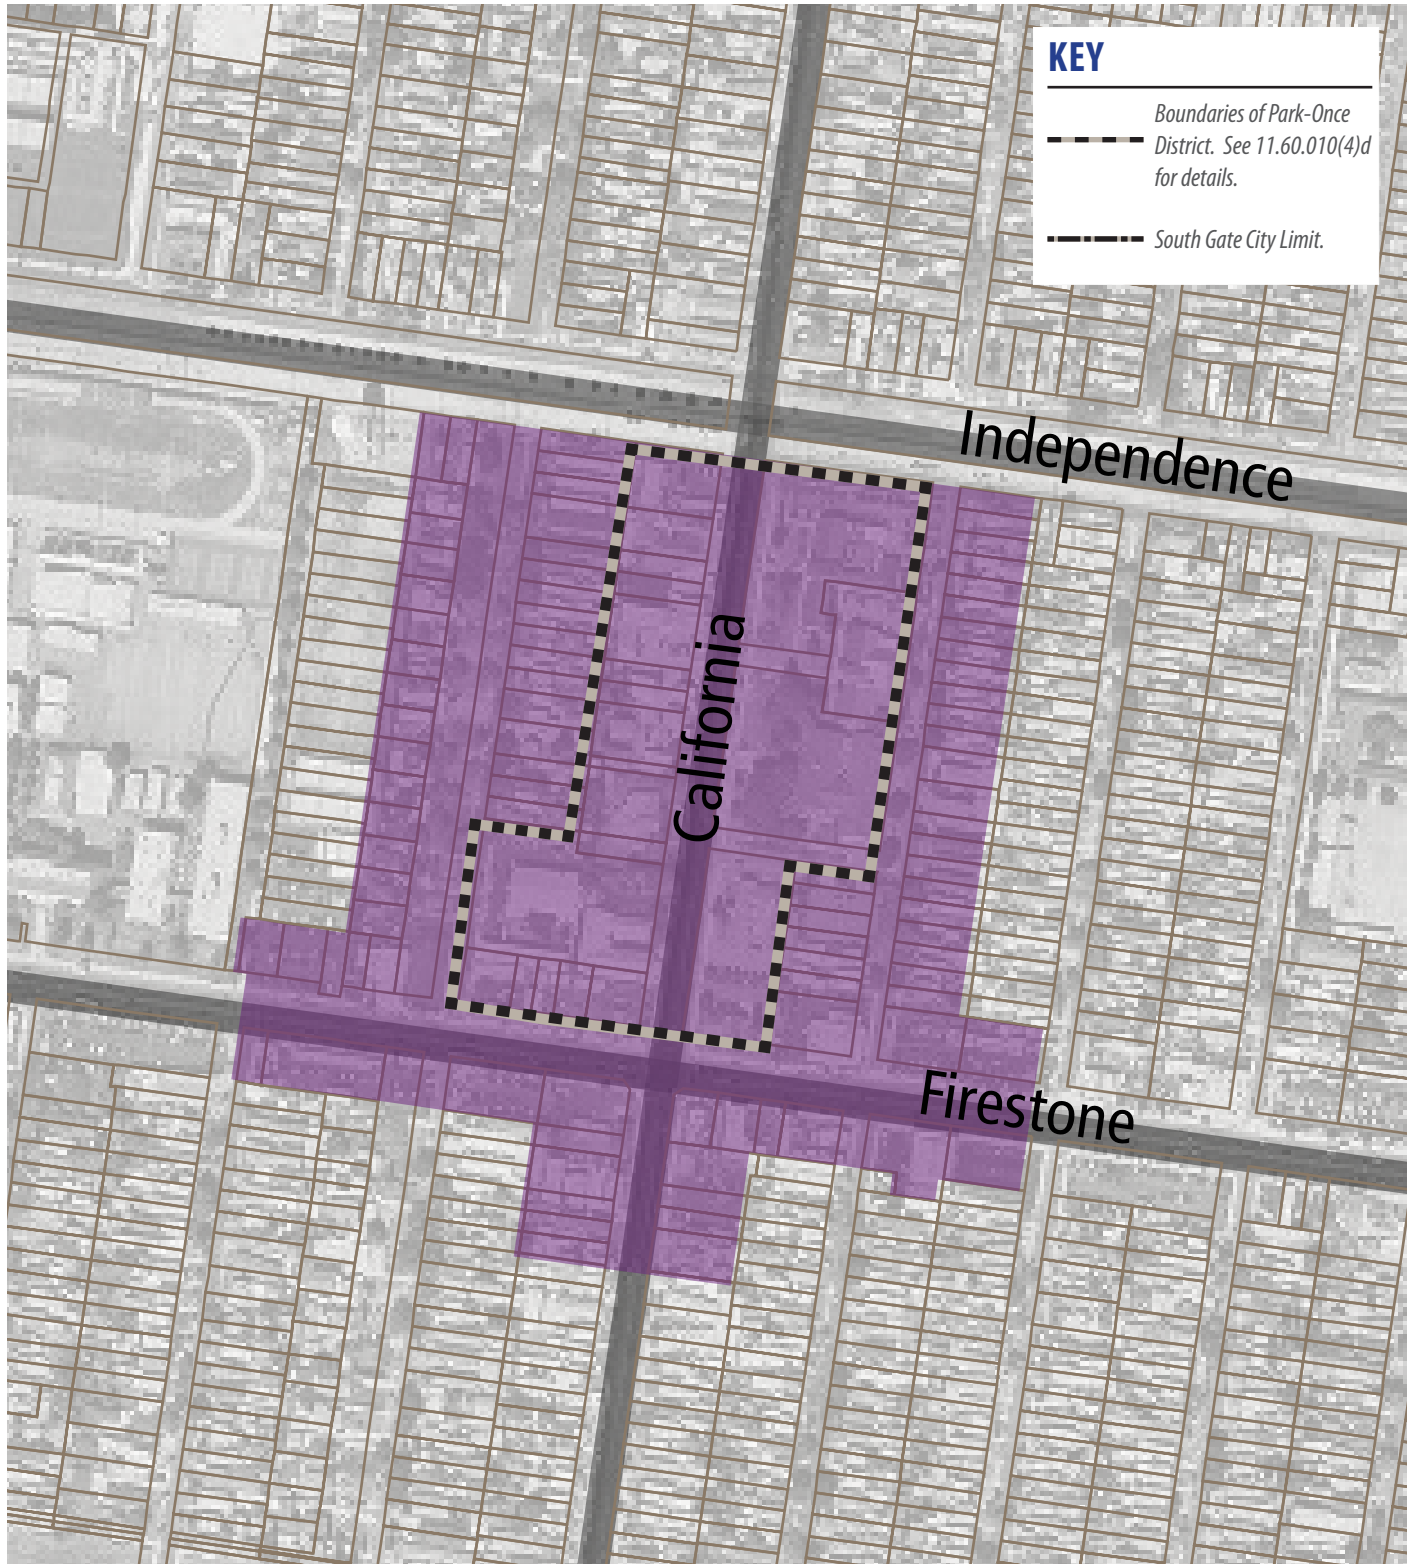 KEY
Boundaries of Park-Once
District. See 11.60.010(4)d
for details.
South Gate City Limit.
Independence
California
Firestone